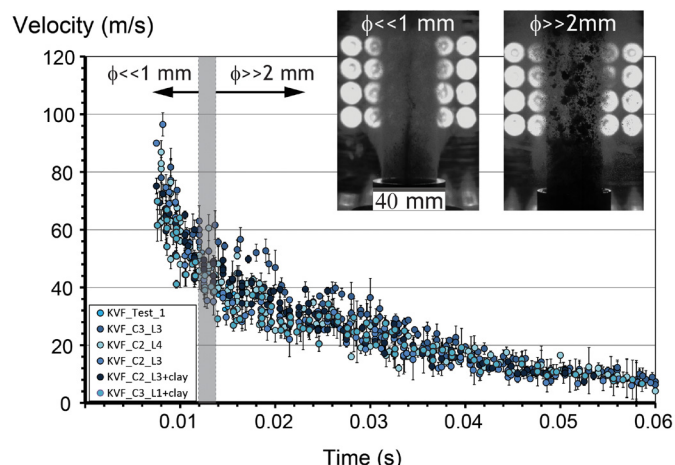 Velocity (m/s)
ϕ<<1 mm
ϕ>>2mm
120
ϕ<<1 mm
ϕ>>2 mm
100
80
60
40 mm
40
KVF_Test_1
KVF_C3_L3
KVF_C2_L4
KVF_C2_L3
KVF_C2_L3+clay
KVF_C3_L1+clay
20
0
0.01 0.02 0.03 0.04 0.05 0.06
Time (s)